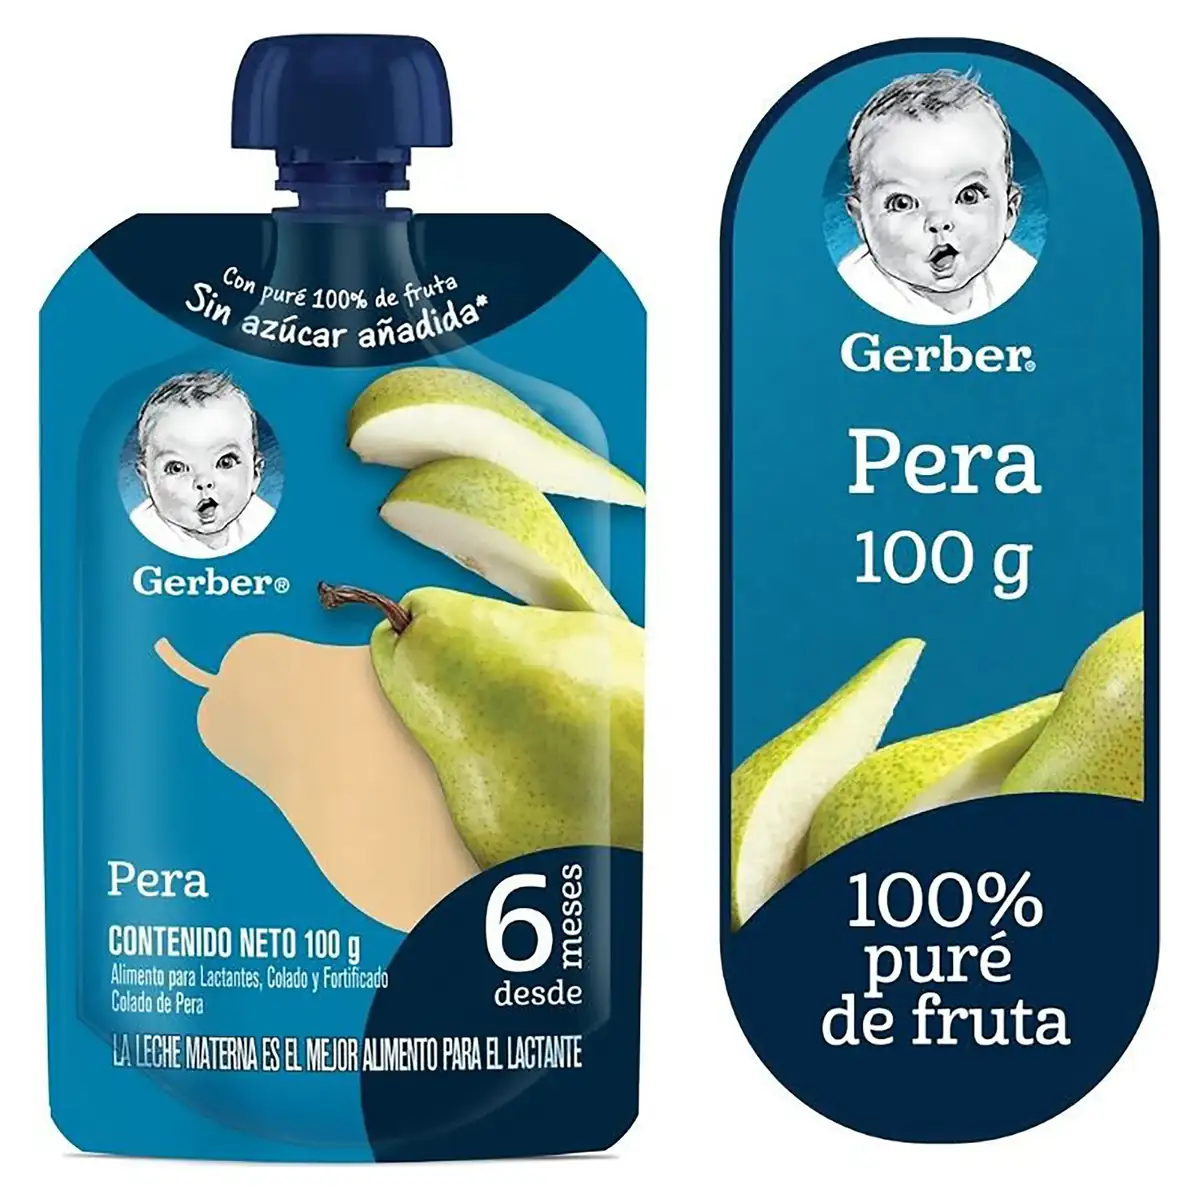 Con puré 100% de fruta
Sin azúcar añadida*
Gerber®
Pera
CONTENIDO NETO 100 g
Alimento para Lactantes, Colado y Fortificado
Colado de Pera
6
meses
desde
LA LECHE MATERNA ES EL MEJOR ALIMENTO PARA EL LACTANTE
Gerber®
Pera
100 g
100%
puré
de fruta